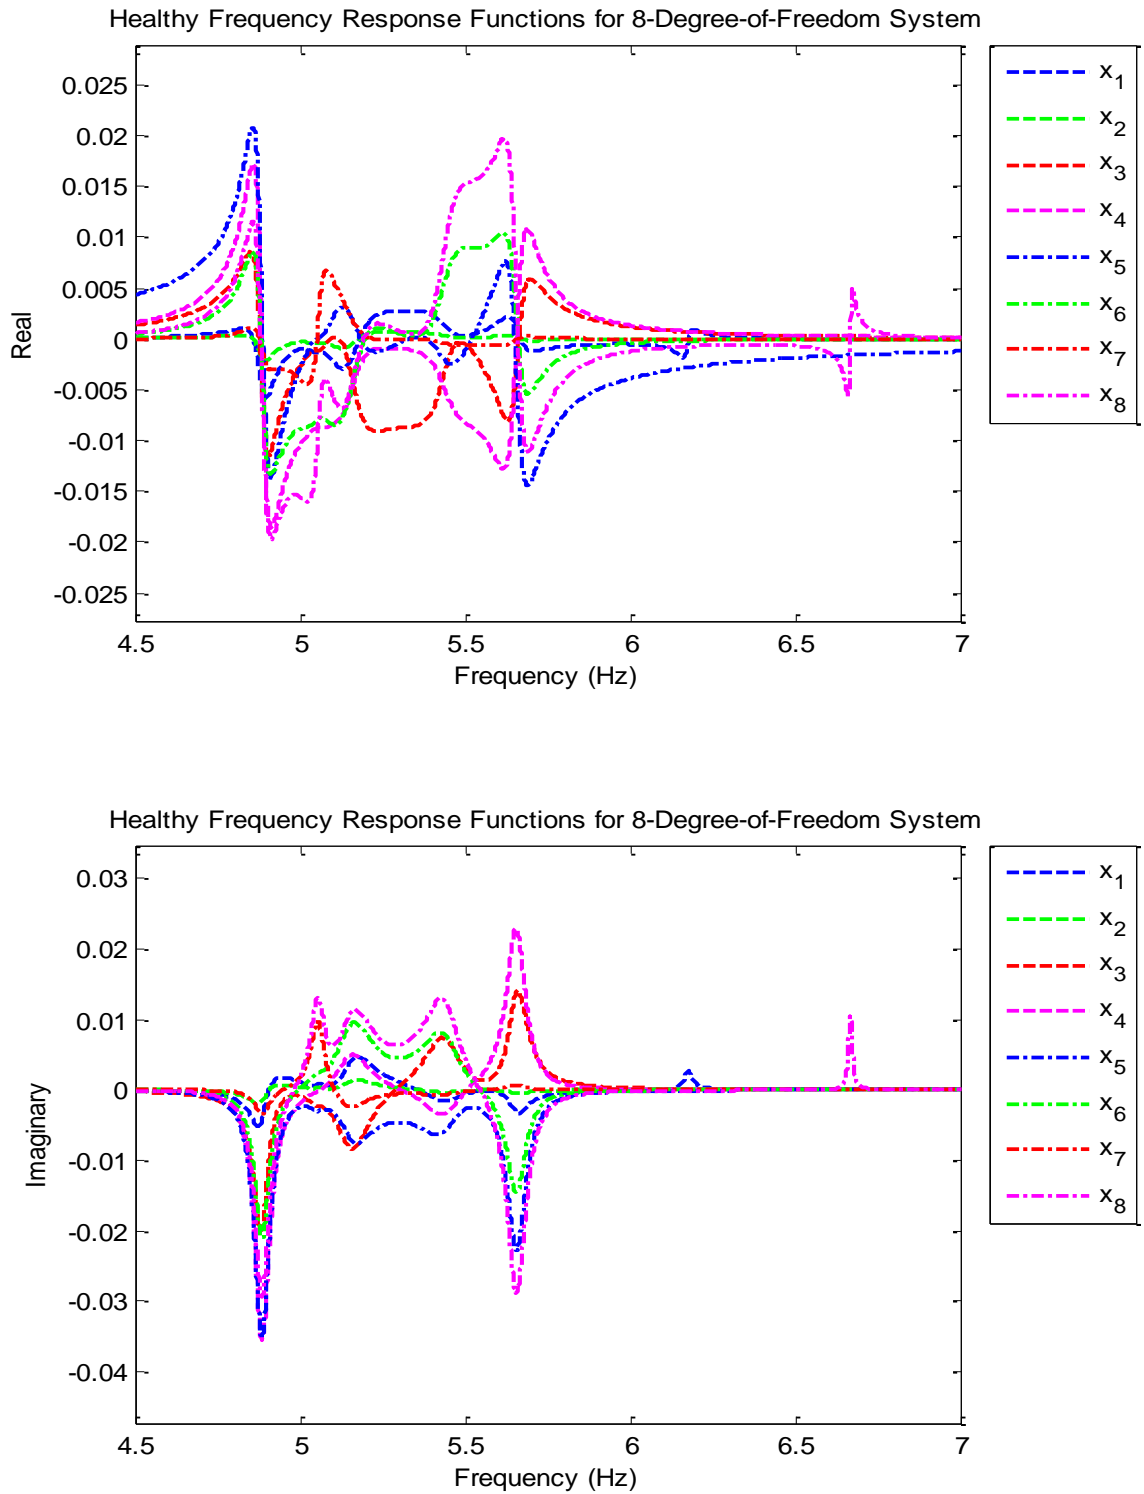 Healthy Frequency Response Functions for 8-Degree-of-Freedom System
0.025
0.02
0.015
0.01
0.005
0
-0.005
-0.01
-0.015
-0.02
-0.025
Real
4.5 5 5.5 6 6.5 7
Frequency (Hz)
x1
x2
x3
x4
x5
x6
x7
x8
Healthy Frequency Response Functions for 8-Degree-of-Freedom System
0.03
0.02
0.01
0
-0.01
-0.02
-0.03
-0.04
Imaginary
4.5 5 5.5 6 6.5 7
Frequency (Hz)
x1
x2
x3
x4
x5
x6
x7
x8